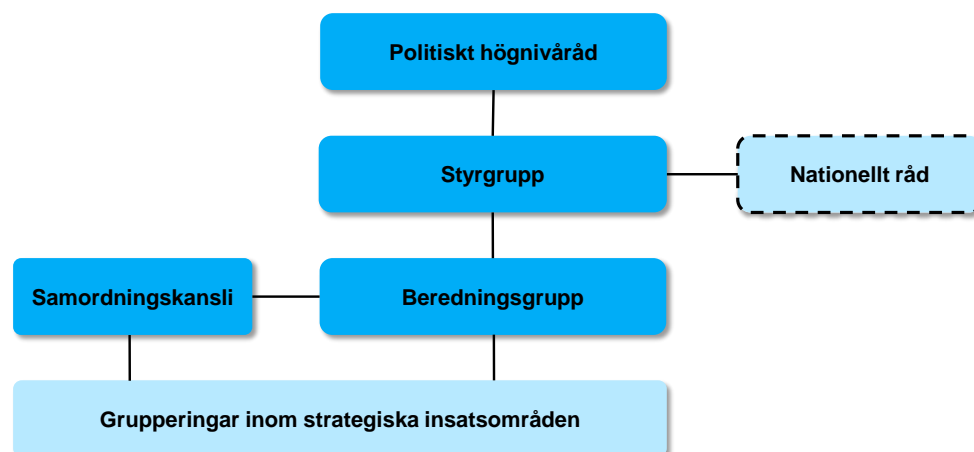 Politiskt högnivåråd
Styrgrupp
Nationellt råd
Samordningskansli
Beredningsgrupp
Grupperingar inom strategiska insatsområden